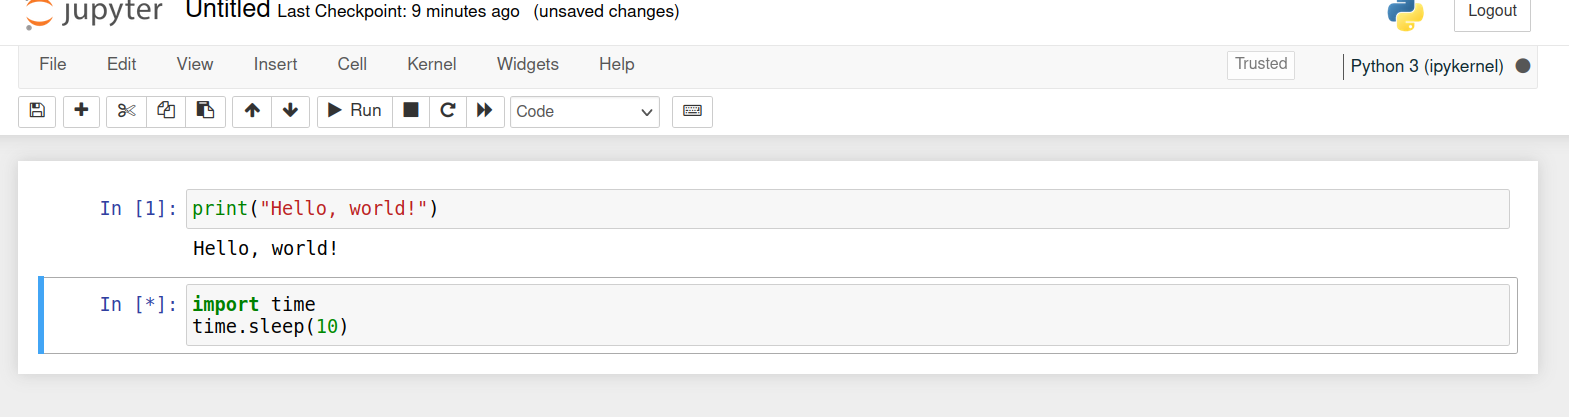 jupyter Untitled Last Checkpoint: 9 minutes ago (unsaved changes) Logout
File Edit View Insert Cell Kernel Widgets Help Trusted Python 3 (ipykernel)
Run Code
In [1]: print("Hello, world!")
Hello, world!
In [*]: import time
time.sleep(10)